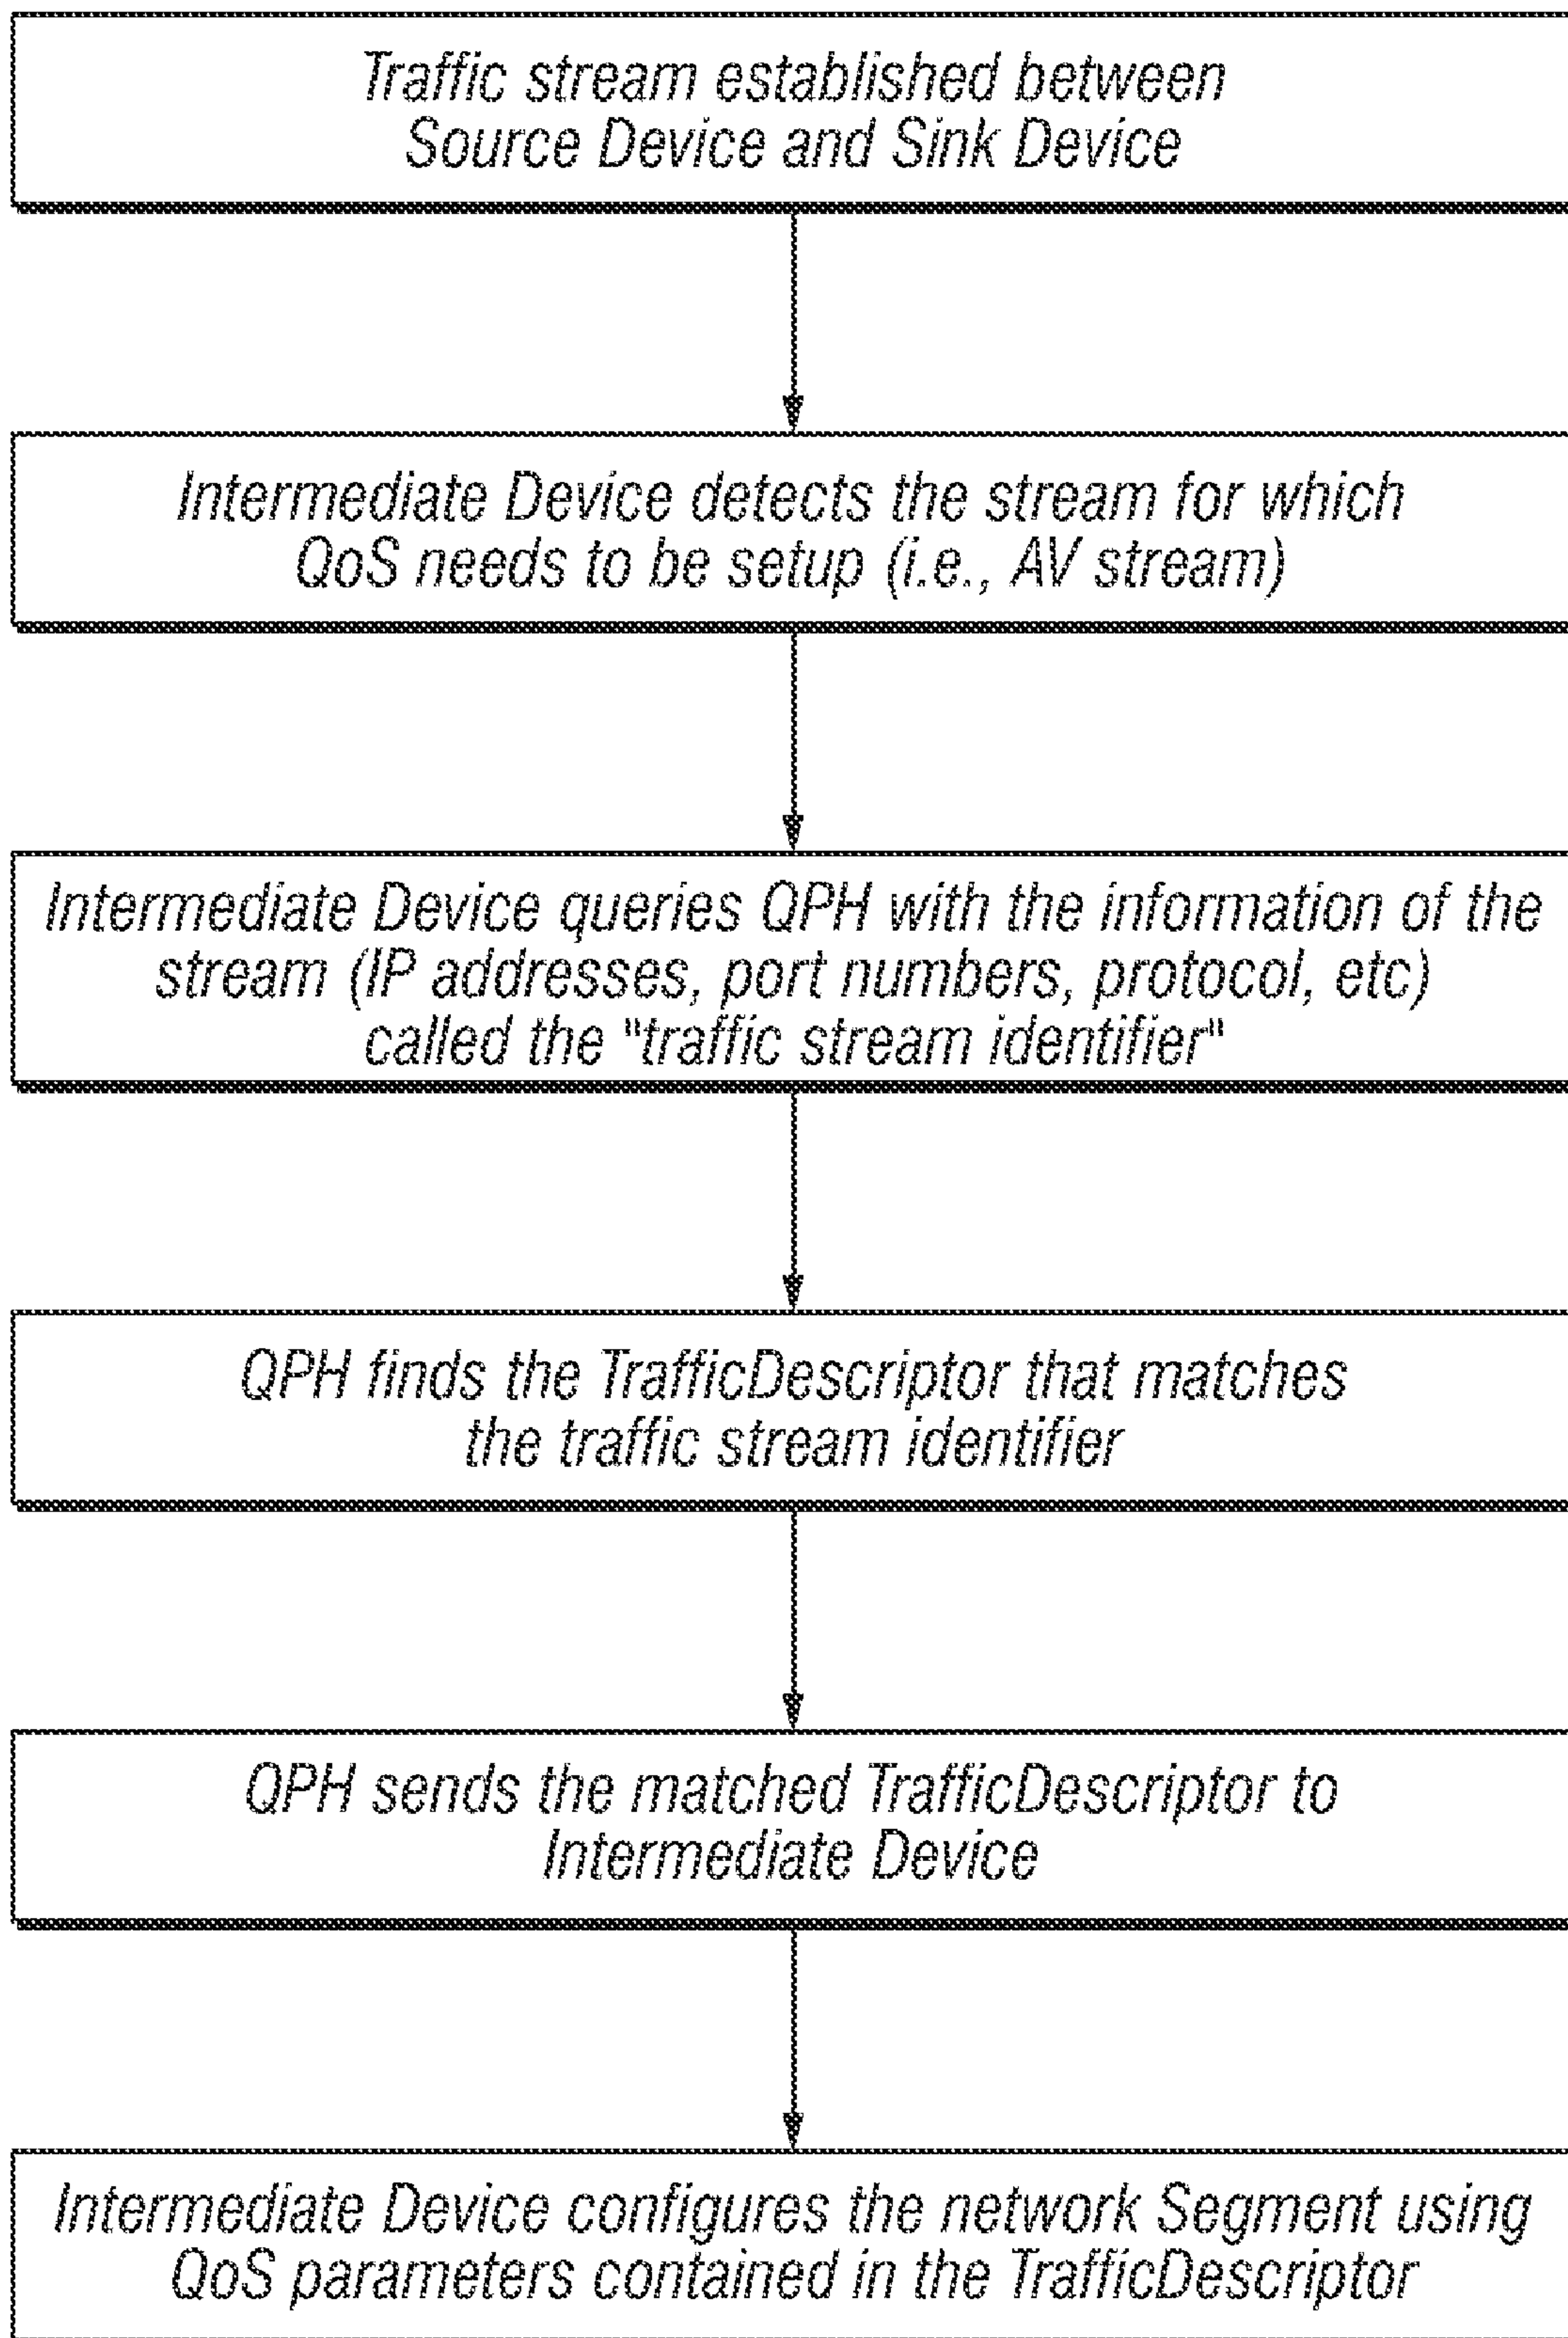 Traffic stream established between
Source Device and Sink Device
Intermediate Device detects the stream for which
QoS needs to be setup (i.e., AV stream)
Intermediate Device queries QPH with the information of the
stream (IP addresses, port numbers, protocol, etc)
called the "traffic stream identifier"
QPH finds the TrafficDescriptor that matches
the traffic stream identifier
QPH sends the matched TrafficDescriptor to
Intermediate Device
Intermediate Device configures the network Segment using
QoS parameters contained in the TrafficDescriptor